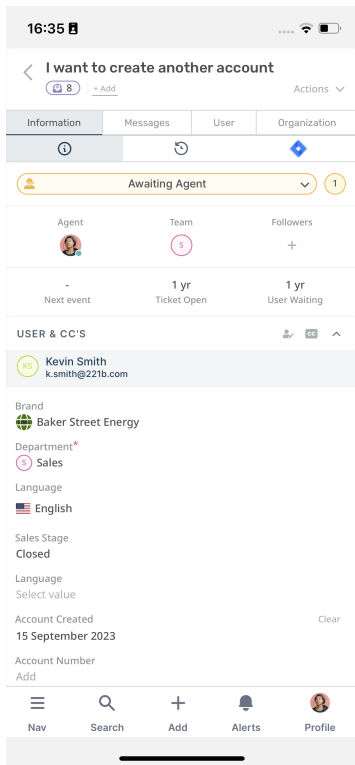 16:35
I want to create another account
8
+ Add
Actions
Information
Messages
User
Organization
Awaiting Agent
1
Agent
Team
Followers
S
+
-
1 yr
1 yr
Next event
Ticket Open
User Waiting
USER & CC'S
CC
KS
Kevin Smith
k.smith@221b.com
Brand
Baker Street Energy
Department*
S Sales
Language
English
Sales Stage
Closed
Language
Select value
Account Created
Clear
15 September 2023
Account Number
Add
Nav
Search
Add
Alerts
Profile